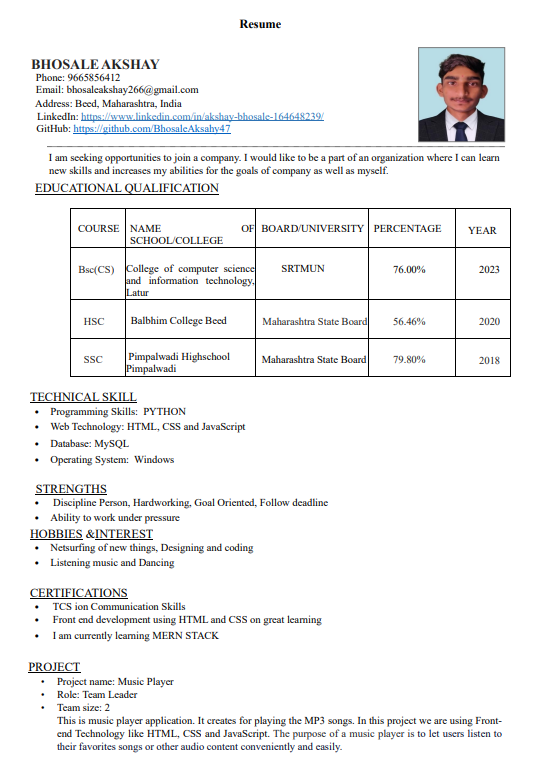 Resume
BHOSALE AKSHAY
Phone: 9665856412
Email: bhosaleakshay266@gmail.com
Address: Beed, Maharashtra, India
LinkedIn: https://www.linkedin.com/in/akshay-bhosale-164648239/
GitHub: https://github.com/BhosaleAksahy47
I am seeking opportunities to join a company. I would like to be a part of an organization where I can learn
new skills and increases my abilities for the goals of company as well as myself.
EDUCATIONAL QUALIFICATION
COURSE NAME OF SCHOOL/COLLEGE BOARD/UNIVERSITY PERCENTAGE YEAR
Bsc(CS) College of computer science and information technology, Latur SRTMUN 76.00% 2023
HSC Balbhim College Beed Maharashtra State Board 56.46% 2020
SSC Pimpalwadi Highschool Pimpalwadi Maharashtra State Board 79.80% 2018
TECHNICAL SKILL
• Programming Skills: PYTHON
• Web Technology: HTML, CSS and JavaScript
• Database: MySQL
• Operating System: Windows
STRENGTHS
• Discipline Person, Hardworking, Goal Oriented, Follow deadline
• Ability to work under pressure
HOBBIES &INTEREST
• Netsurfing of new things, Designing and coding
• Listening music and Dancing
CERTIFICATIONS
• TCS ion Communication Skills
• Front end development using HTML and CSS on great learning
• I am currently learning MERN STACK
PROJECT
• Project name: Music Player
• Role: Team Leader
• Team size: 2
This is music player application. It creates for playing the MP3 songs. In this project we are using Front-
end Technology like HTML, CSS and JavaScript. The purpose of a music player is to let users listen to
their favorites songs or other audio content conveniently and easily.